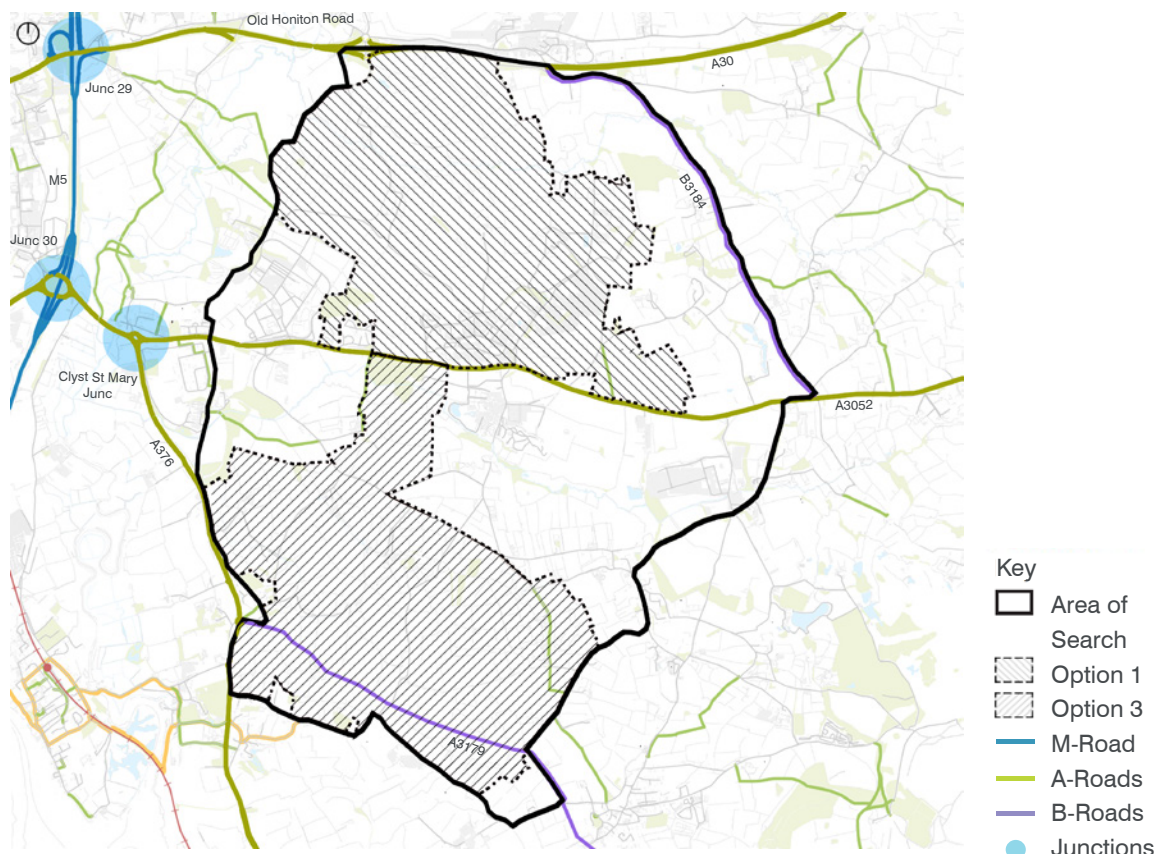 Old Honiton Road
A30
Junc 29
M5
B3184
Junc 30
Clyst St Mary
Junc
A3052
A376
A3179
Key
Area of
Search
Option 1
Option 3
M-Road
A-Roads
B-Roads
Junctions